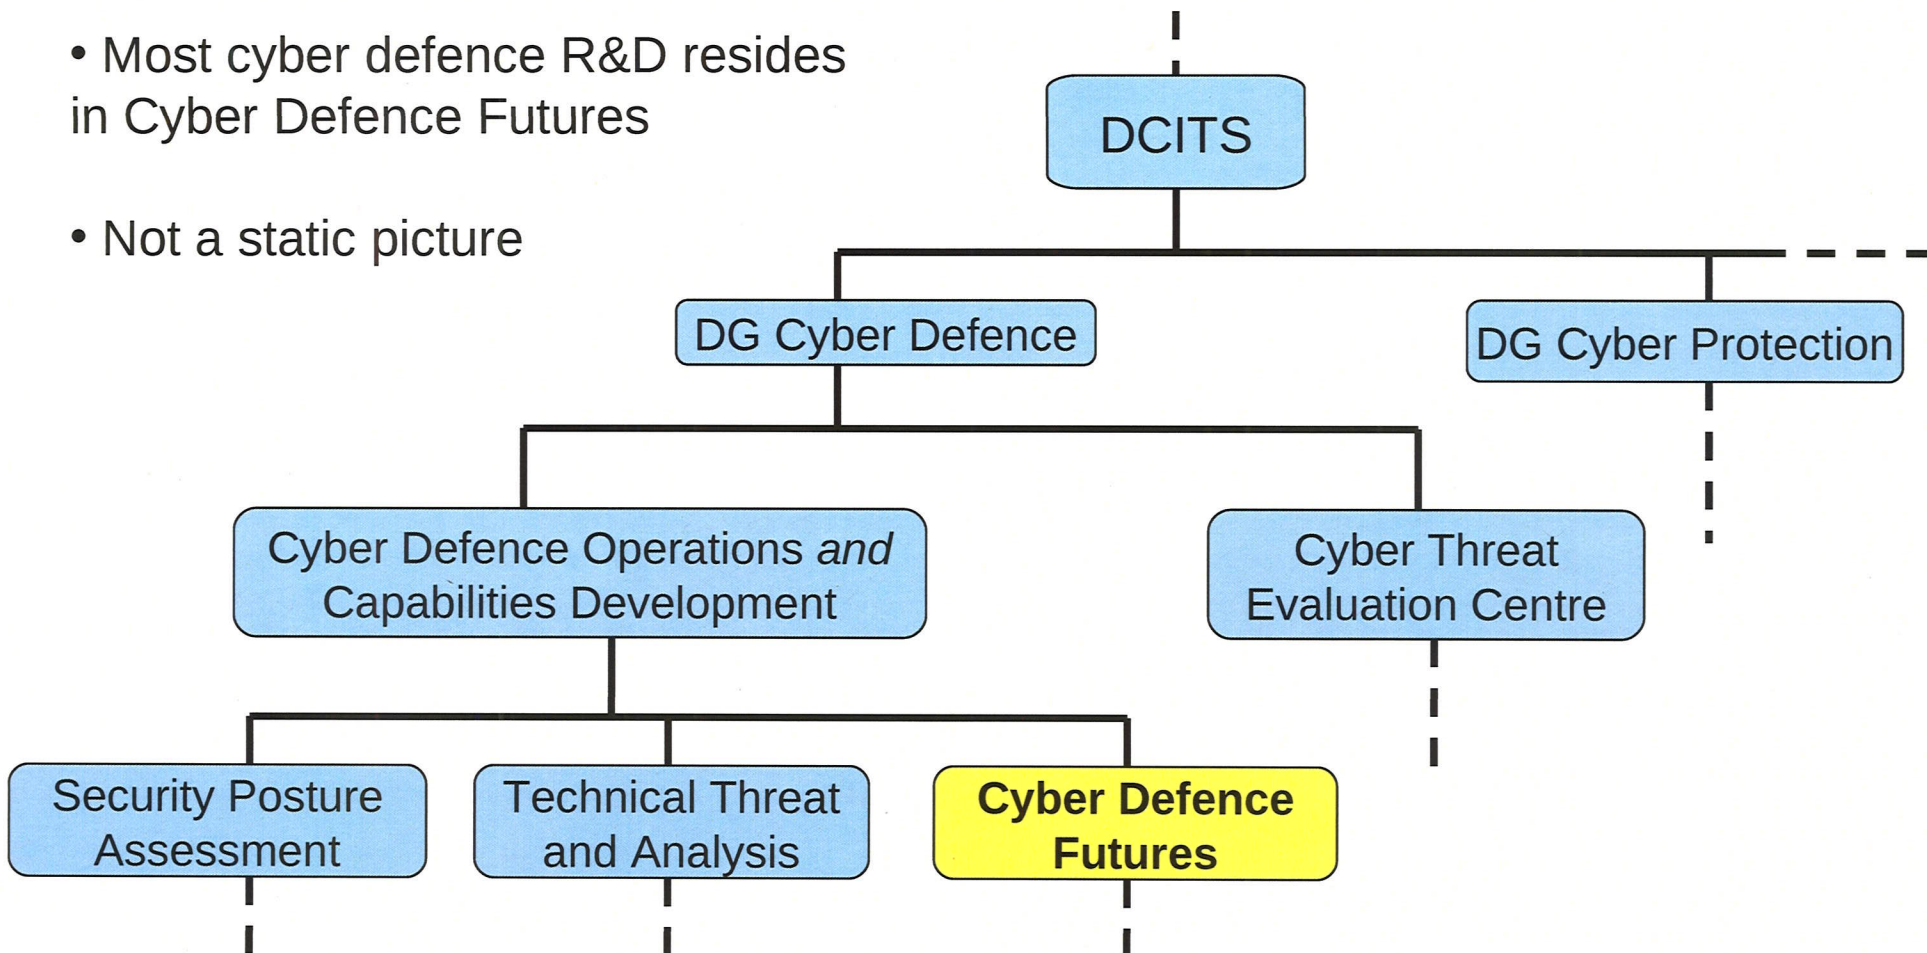 • Most cyber defence R&D resides
in Cyber Defence Futures
• Not a static picture
DCITS
DG Cyber Defence
DG Cyber Protection
Cyber Defence Operations and
Capabilities Development
Cyber Threat
Evaluation Centre
Security Posture
Assessment
Technical Threat
and Analysis
Cyber Defence
Futures